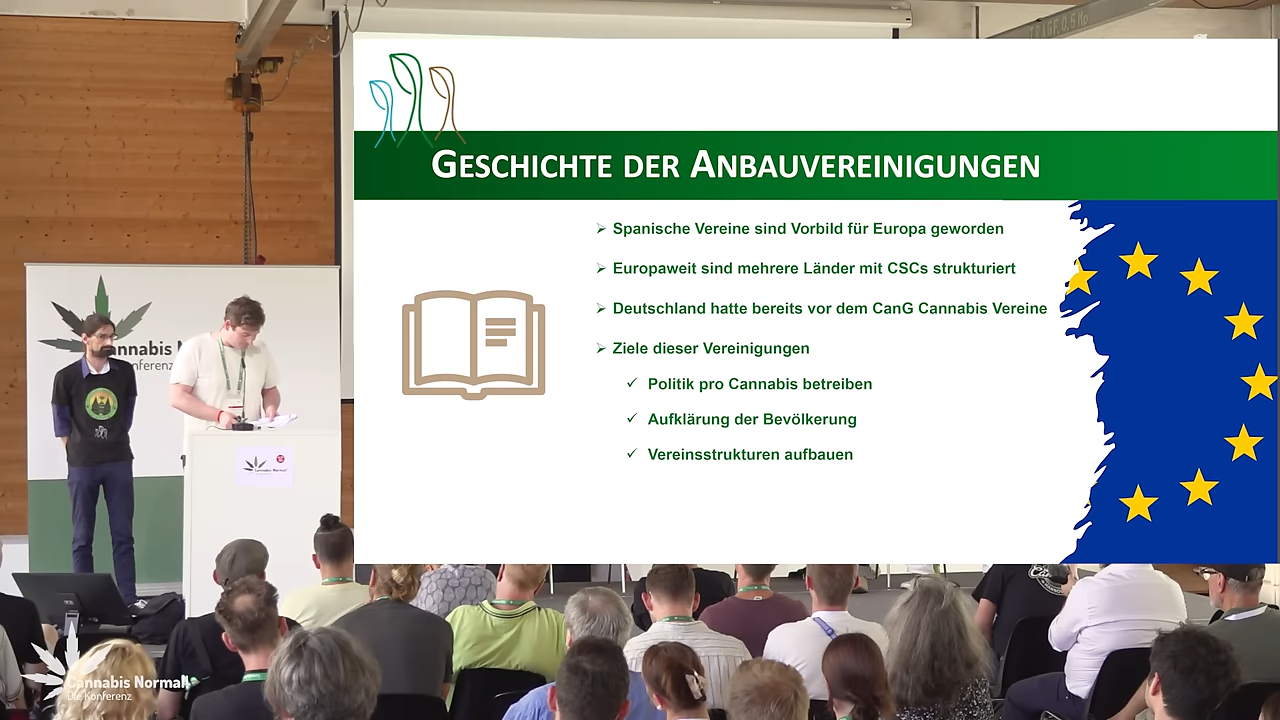 GESCHICHTE DER ANBAUVEREINIGUNGEN
Spanische Vereine sind Vorbild für Europa geworden
Europaweit sind mehrere Länder mit CSCs strukturiert
Deutschland hatte bereits vor dem CanG Cannabis Vereine
Ziele dieser Vereinigungen
Politik pro Cannabis betreiben
Aufklärung der Bevölkerung
Vereinsstrukturen aufbauen
Cannabis Normal!
Cannabis Normal!
Die Konferenz